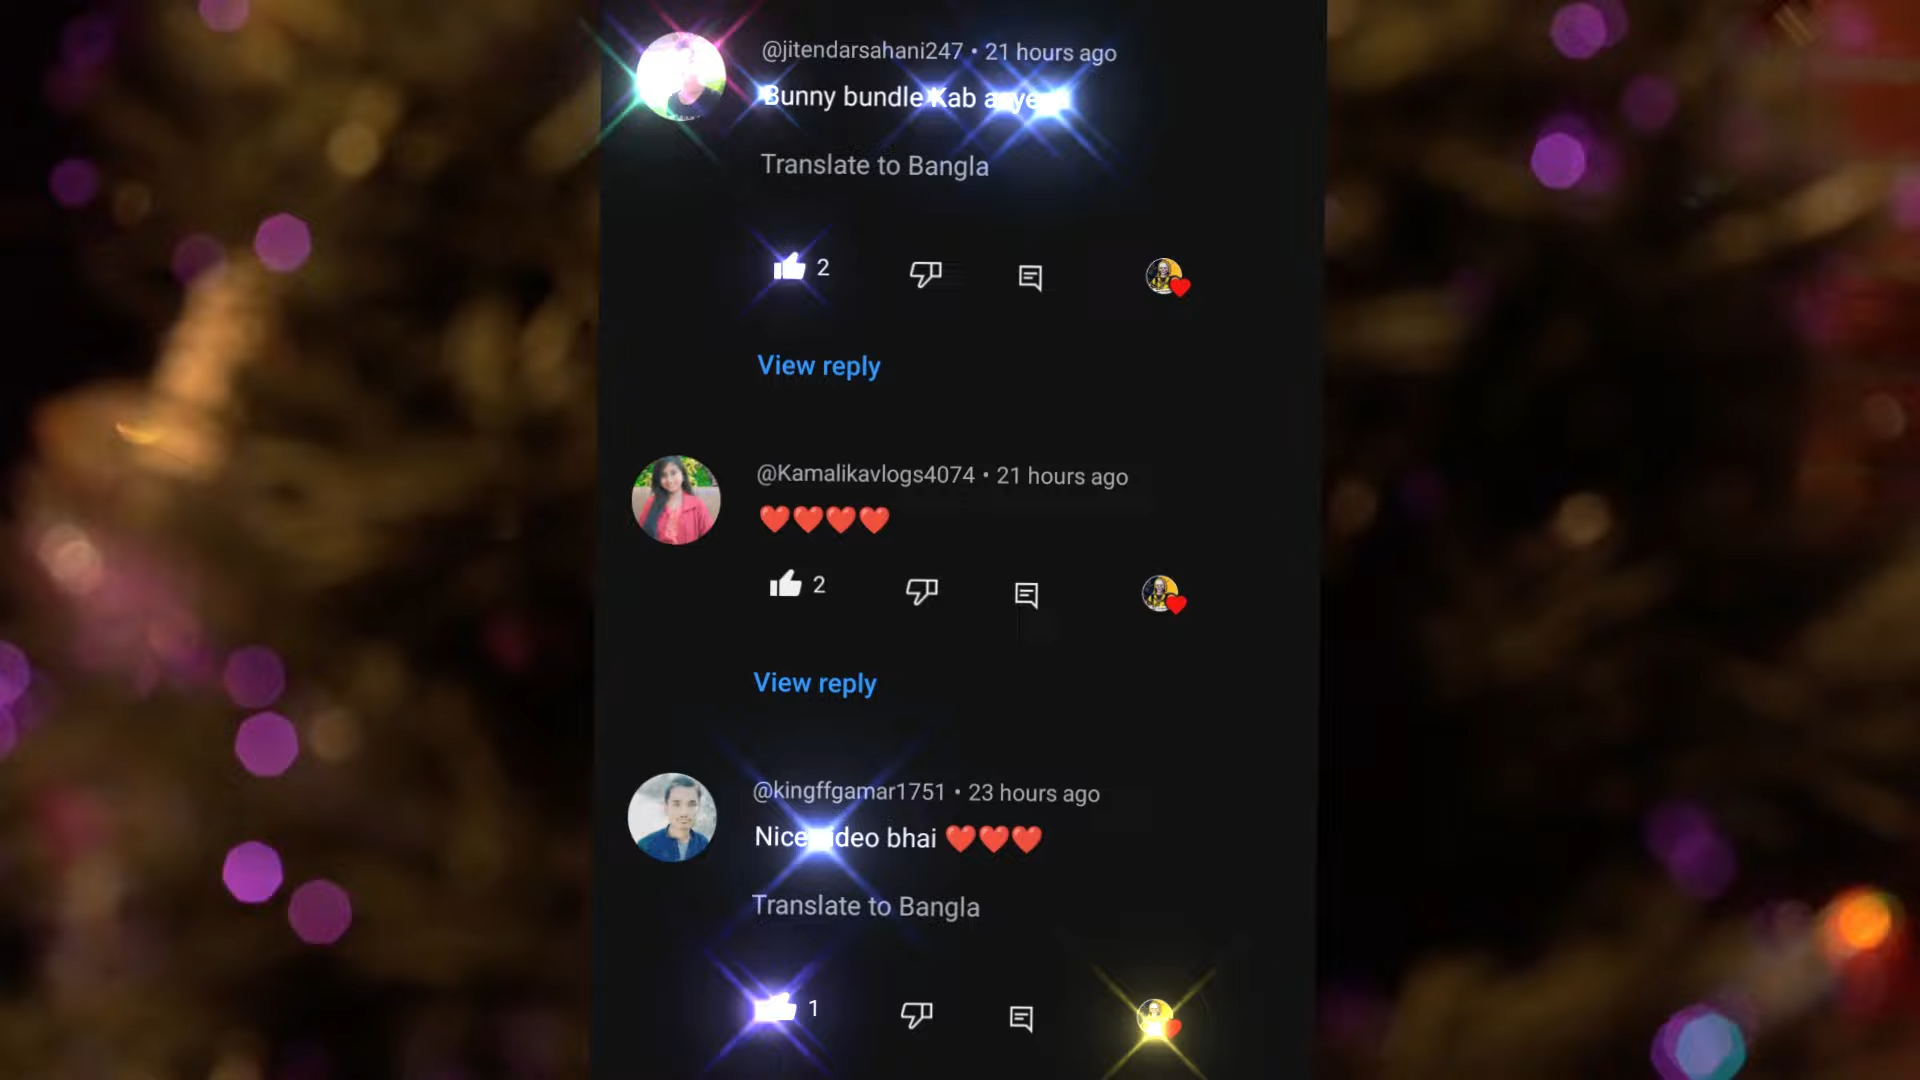 @jitendarsahani247 • 21 hours ago
Bunny bundle Kab
Translate to Bangla
2
View reply
@Kamalikavlogs4074 • 21 hours ago
❤️❤️❤️❤️
2
View reply
@kingffgamar1751 • 23 hours ago
Nice video bhai ❤️❤️❤️
Translate to Bangla
1